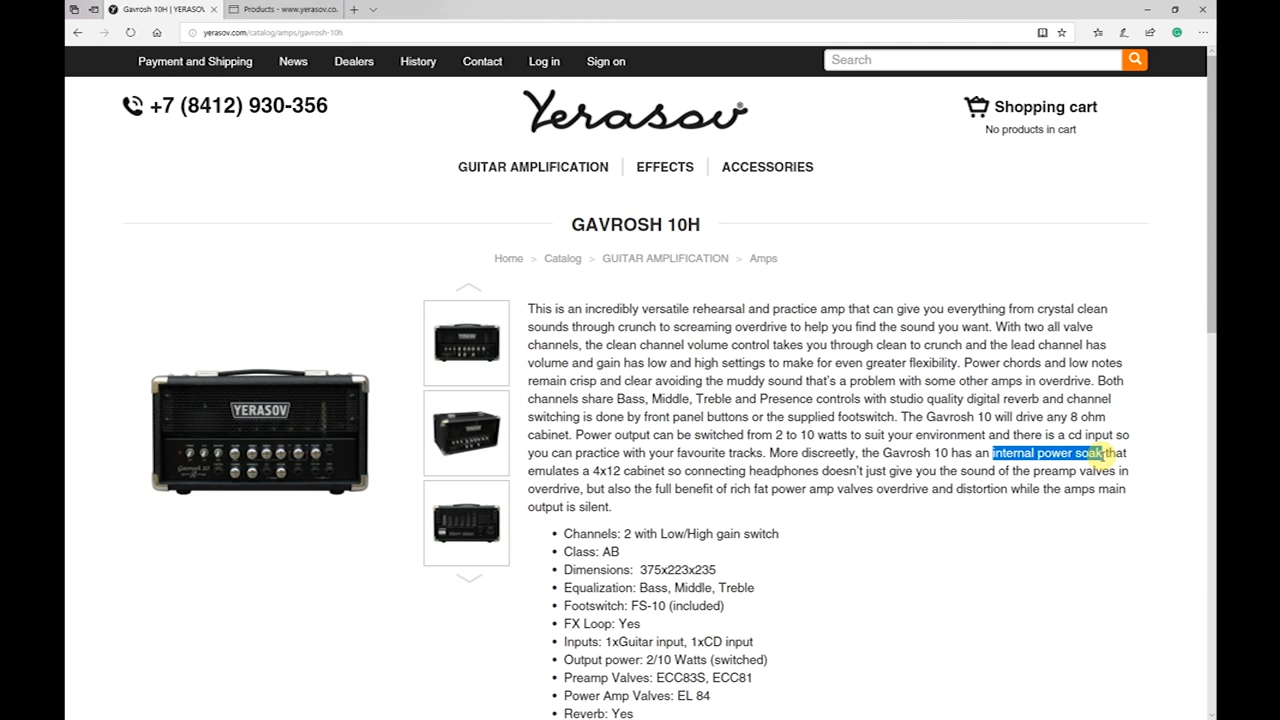 Gavrosh 10H | YERASOV
Products - www.yerasov.co.
yerasov.com/catalog/amps/gavrosh-10h
Payment and Shipping
News
Dealers
History
Contact
Log in
Sign on
Search
+7 (8412) 930-356
Yerasov®
Shopping cart
No products in cart
GUITAR AMPLIFICATION
EFFECTS
ACCESSORIES
GAVROSH 10H
Home > Catalog > GUITAR AMPLIFICATION > Amps
This is an incredibly versatile rehearsal and practice amp that can give you everything from crystal clean
sounds through crunch to screaming overdrive to help you find the sound you want. With two all valve
channels, the clean channel volume control takes you through clean to crunch and the lead channel has
volume and gain has low and high settings to make for even greater flexibility. Power chords and low notes
remain crisp and clear avoiding the muddy sound that's a problem with some other amps in overdrive. Both
channels share Bass, Middle, Treble and Presence controls with studio quality digital reverb and channel
switching is done by front panel buttons or the supplied footswitch. The Gavrosh 10 will drive any 8 ohm
cabinet. Power output can be switched from 2 to 10 watts to suit your environment and there is a cd input so
you can practice with your favourite tracks. More discreetly, the Gavrosh 10 has an internal power soak that
emulates a 4x12 cabinet so connecting headphones doesn't just give you the sound of the preamp valves in
overdrive, but also the full benefit of rich fat power amp valves overdrive and distortion while the amps main
output is silent.
• Channels: 2 with Low/High gain switch
• Class: AB
• Dimensions: 375x223x235
• Equalization: Bass, Middle, Treble
• Footswitch: FS-10 (included)
• FX Loop: Yes
• Inputs: 1xGuitar input, 1xCD input
• Output power: 2/10 Watts (switched)
• Preamp Valves: ECC83S, ECC81
• Power Amp Valves: EL 84
• Reverb: Yes
YERASOV
Gavrosh 10